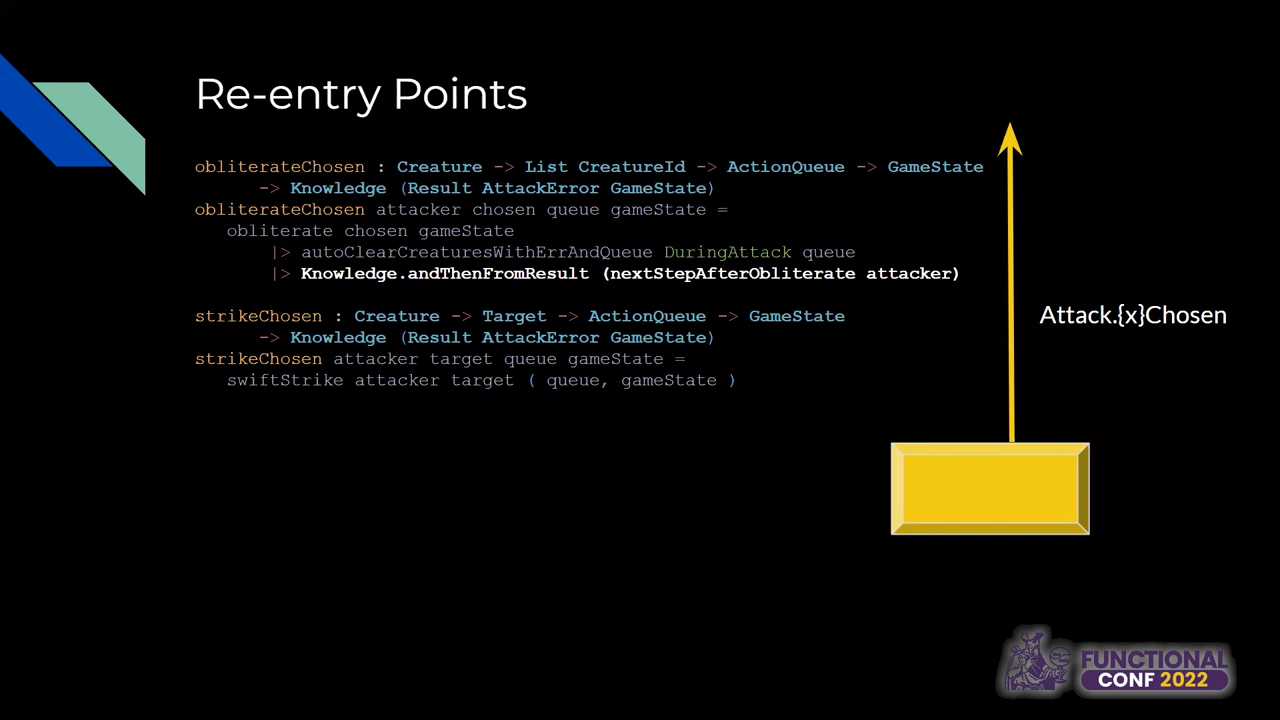 Re-entry Points
obliterateChosen : Creature -> List CreatureId -> ActionQueue -> GameState
-> Knowledge (Result AttackError GameState)
obliterateChosen attacker chosen queue gameState =
obliterate chosen gameState
|> autoClearCreaturesWithErrAndQueue DuringAttack queue
|> Knowledge.andThenFromResult (nextStepAfterObliterate attacker)
strikeChosen : Creature -> Target -> ActionQueue -> GameState
-> Knowledge (Result AttackError GameState)
strikeChosen attacker target queue gameState =
swiftStrike attacker target ( queue, gameState )
Attack.{x}Chosen
FUNCTIONAL
CONF 2022